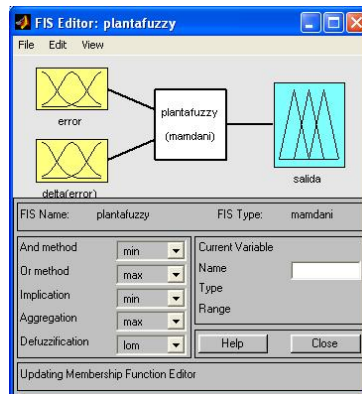 FIS Editor: plantafuzzy
File Edit View
error
delta(error)
plantafuzzy
(mamdani)
salida
FIS Name: plantafuzzy FIS Type: mamdani
And method min
Or method max
Implication min
Aggregation max
Defuzzification lom
Current Variable
Name
Type
Range
Help Close
Updating Membership Function Editor